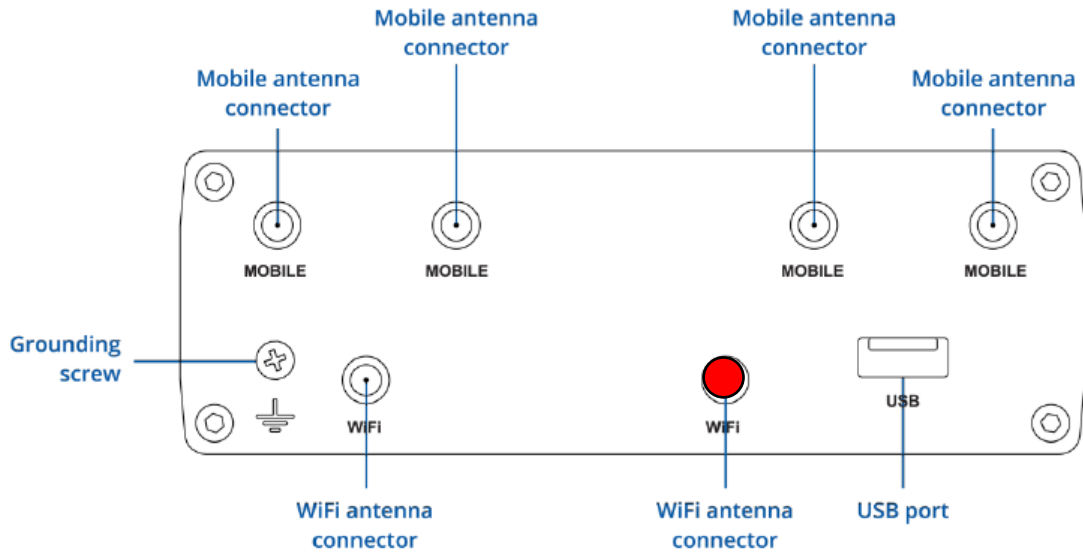 Mobile antenna
connector
Mobile antenna
connector
Mobile antenna
connector
Mobile antenna
connector
MOBILE
MOBILE
MOBILE
MOBILE
Grounding
screw
WiFi
WiFi
USB
WiFi antenna
connector
WiFi antenna
connector
USB port